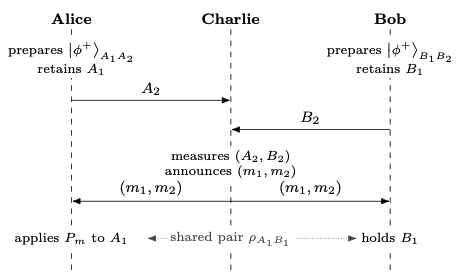 Alice Charlie Bob
prepares |ϕ⁺⟩_{A₁A₂} prepares |ϕ⁺⟩_{B₁B₂}
retains A₁ retains B₁
A₂
B₂
measures (A₂, B₂)
announces (m₁, m₂)
(m₁, m₂) (m₁, m₂)
applies Pₘ to A₁ shared pair ρ_{A₁B₁} holds B₁